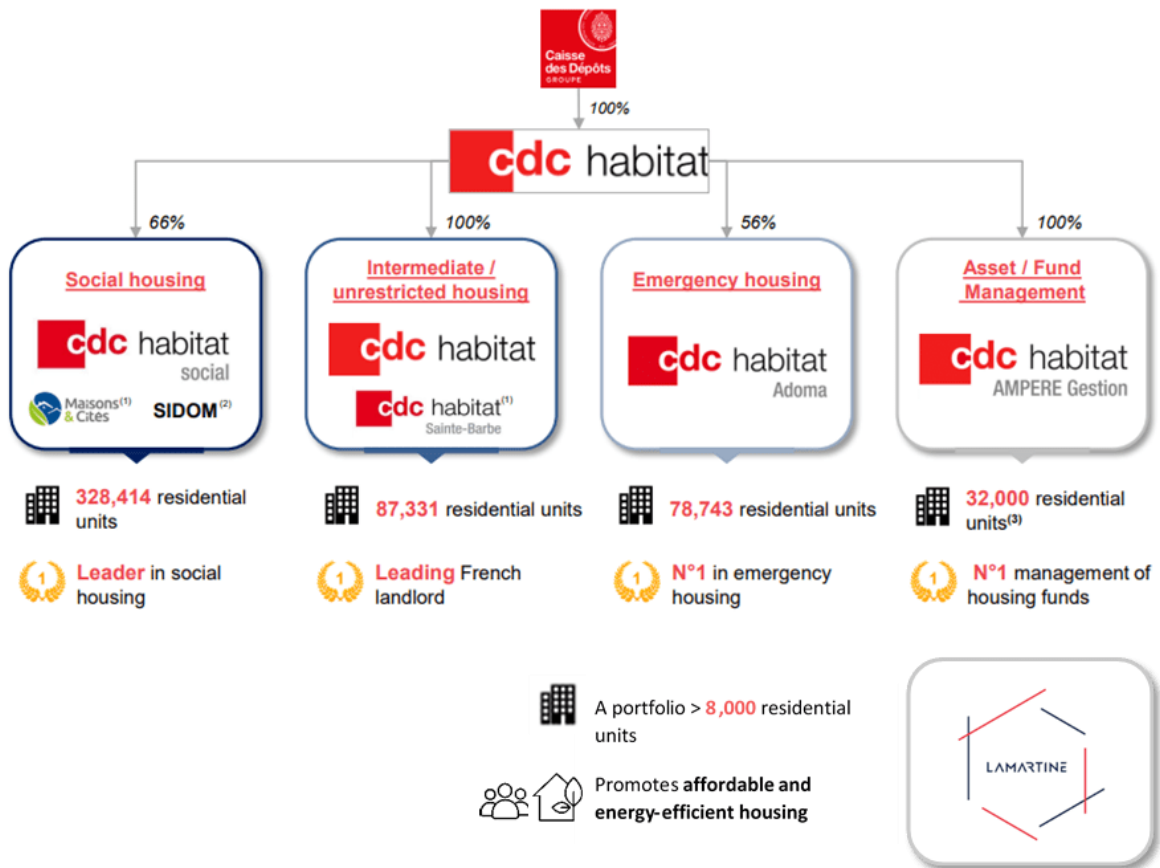 Caisse
des Dépôts
GROUPE
100%
cdc habitat
66%
100%
56%
100%
Social housing
cdc habitat
social
Maisons(1)
& Cités
SIDOM(2)
Intermediate /
unrestricted housing
cdc habitat
cdc habitat(1)
Sainte-Barbe
Emergency housing
cdc habitat
Adoma
Asset / Fund
Management
cdc habitat
AMPERE Gestion
328,414 residential
units
87,331 residential units
78,743 residential units
32,000 residential
units(3)
1
Leader in social
housing
1
Leading French
landlord
1
N°1 in emergency
housing
1
N°1 management of
housing funds
A portfolio > 8,000 residential
units
Promotes affordable and
energy-efficient housing
LAMARTINE